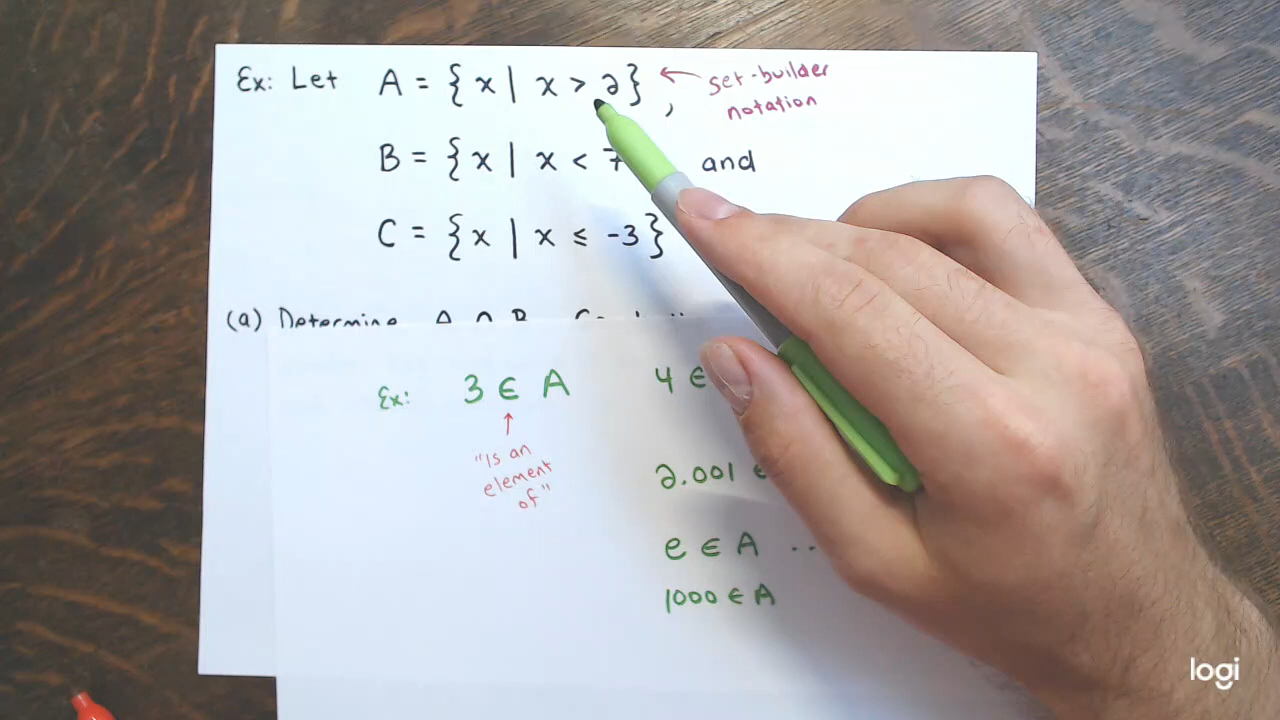 Ex: Let A = { x | x > 2 } , ← set-builder notation
B = { x | x < 7 and
C = { x | x ≤ -3 }
(a) Determine A ∩ B
Ex: 3 ∈ A 4 ∈
↑
"is an
element
of"
2.001 ∈
e ∈ A ..
1000 ∈ A
logi